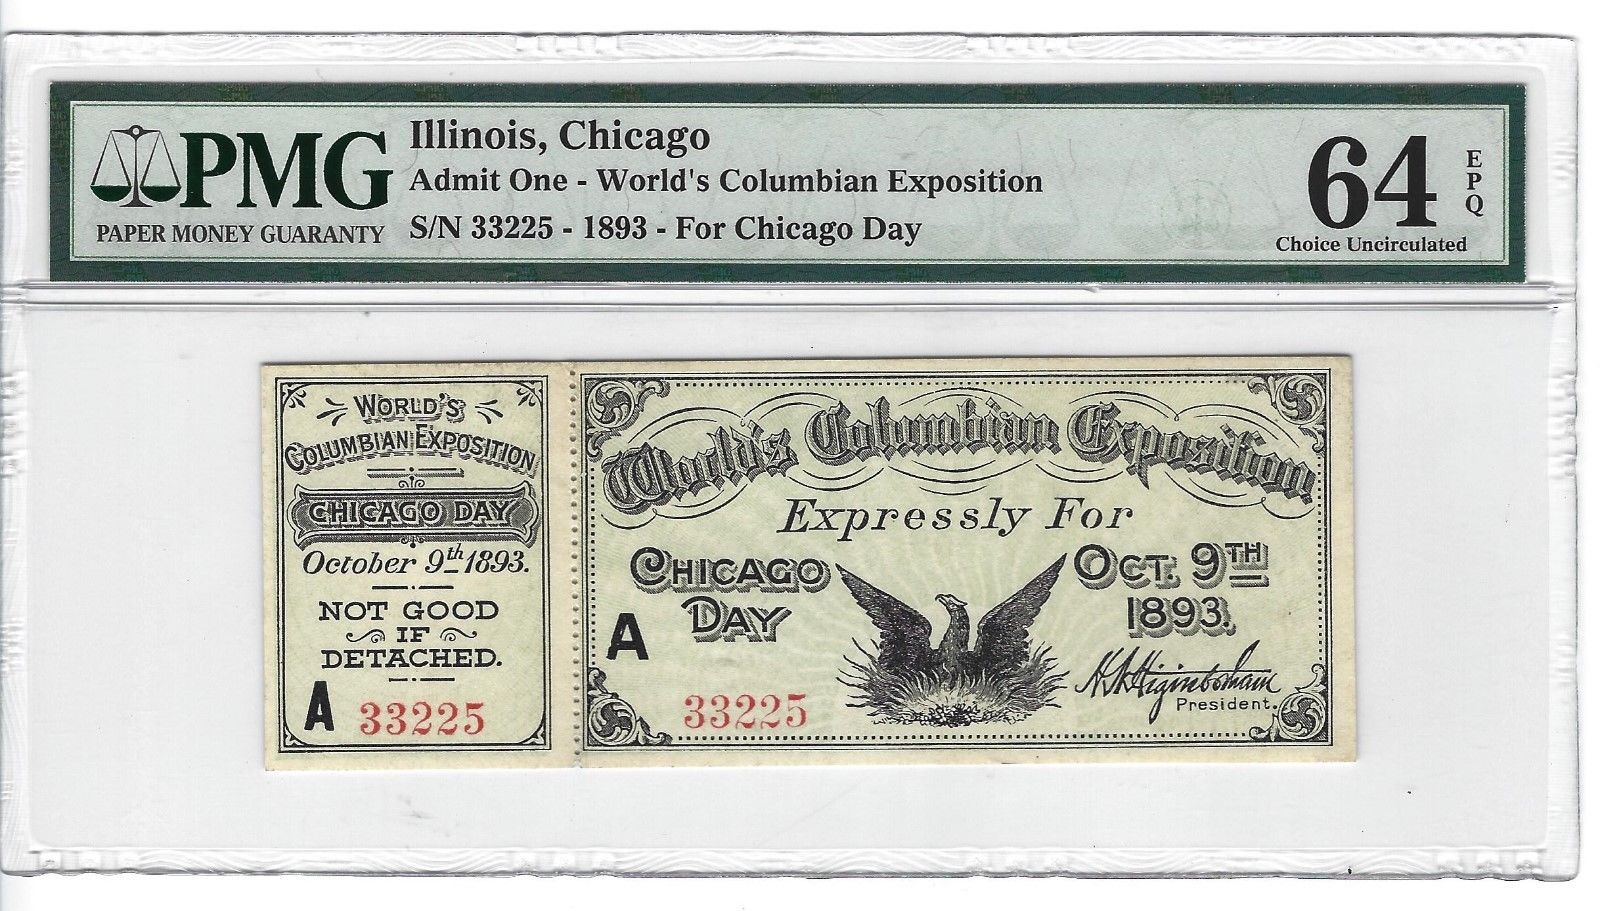 PMG
PAPER MONEY GUARANTY
Illinois, Chicago
Admit One - World's Columbian Exposition
S/N 33225 - 1893 - For Chicago Day
64
EPQ
Choice Uncirculated
WORLD'S
COLUMBIAN EXPOSITION
CHICAGO DAY
October 9th 1893.
NOT GOOD
IF
DETACHED.
A 33225
World's Columbian Exposition
Expressly For
CHICAGO DAY
OCT. 9TH 1893.
A
33225
H.N. Higinbotham
President.